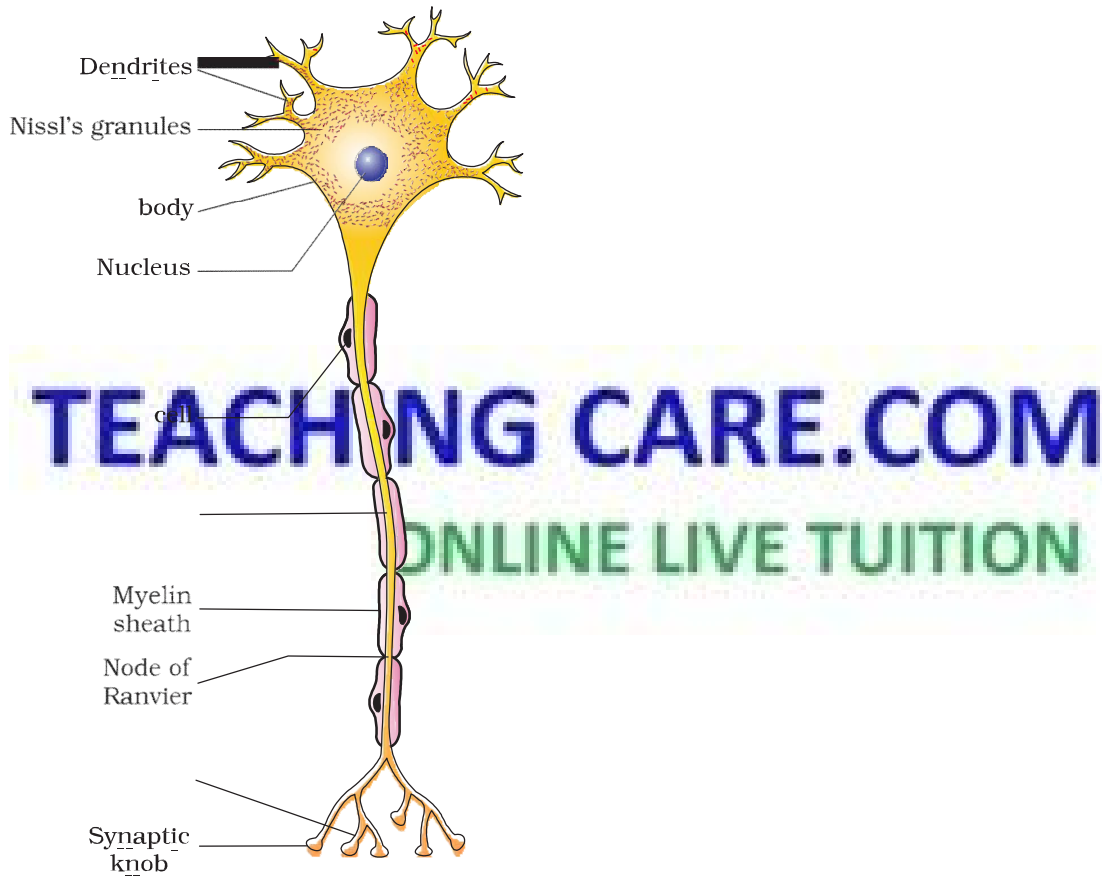 Dendrites
Nissl's granules
body
Nucleus
cell
TEACHING CARE.COM
ONLINE LIVE TUITION
Myelin
sheath
Node of
Ranvier
Synaptic
knob